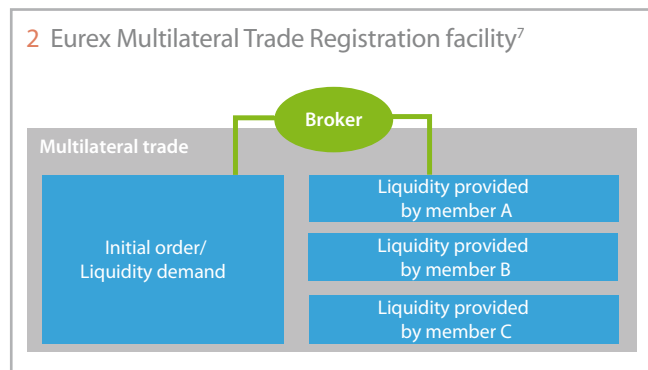 2 Eurex Multilateral Trade Registration facility⁷
Broker
Multilateral trade
Initial order/
Liquidity demand
Liquidity provided
by member A
Liquidity provided
by member B
Liquidity provided
by member C